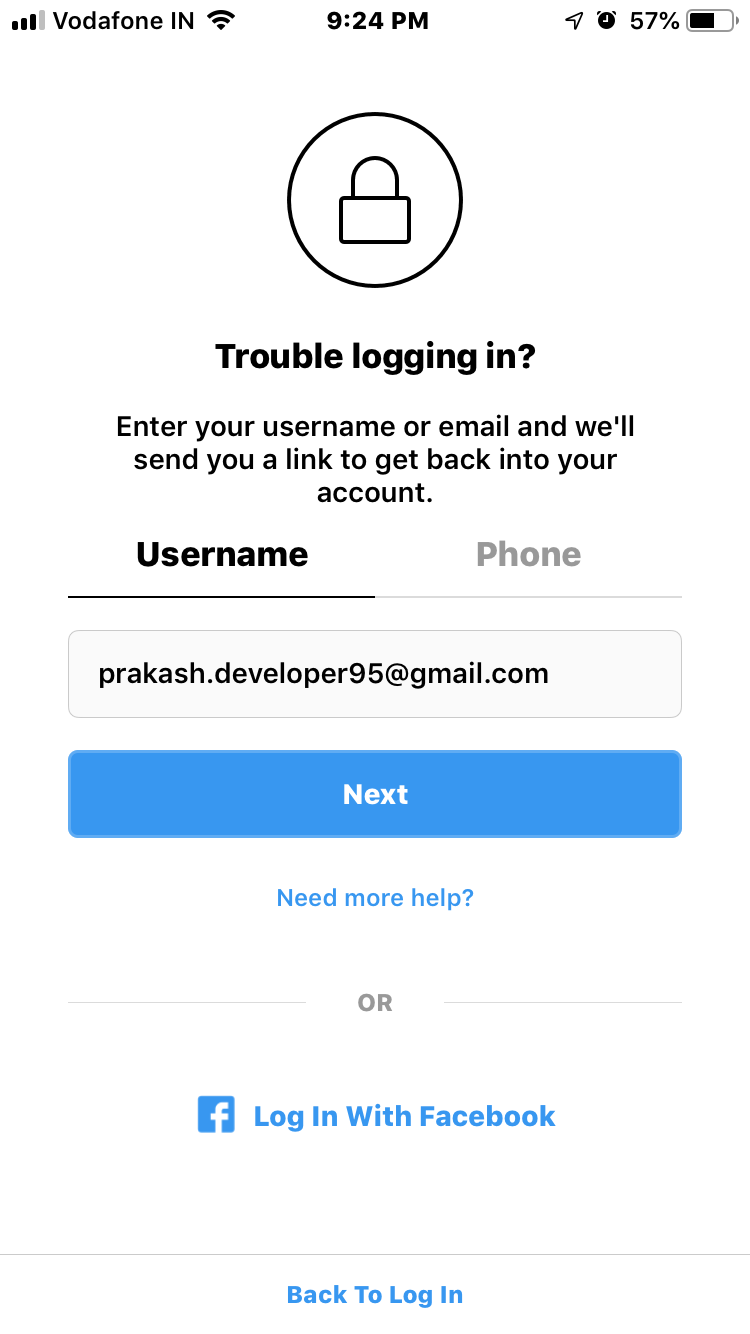 Vodafone IN 9:24 PM 57%
Trouble logging in?
Enter your username or email and we'll
send you a link to get back into your
account.
Username Phone
prakash.developer95@gmail.com
Next
Need more help?
OR
Log In With Facebook
Back To Log In